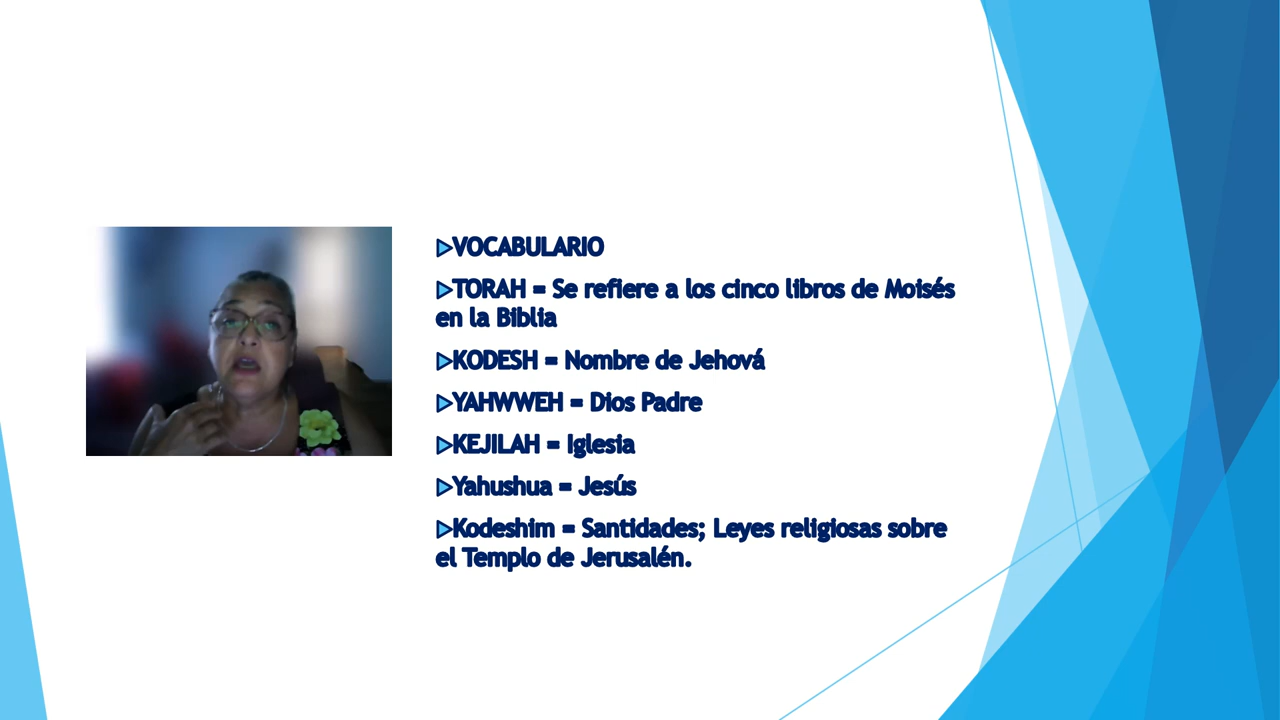 VOCABULARIO
TORAH = Se refiere a los cinco libros de Moisés
en la Biblia
KODESH = Nombre de Jehová
YAHWWEH = Dios Padre
KEJILAH = Iglesia
Yahushua = Jesús
Kodeshim = Santidades; Leyes religiosas sobre
el Templo de Jerusalén.